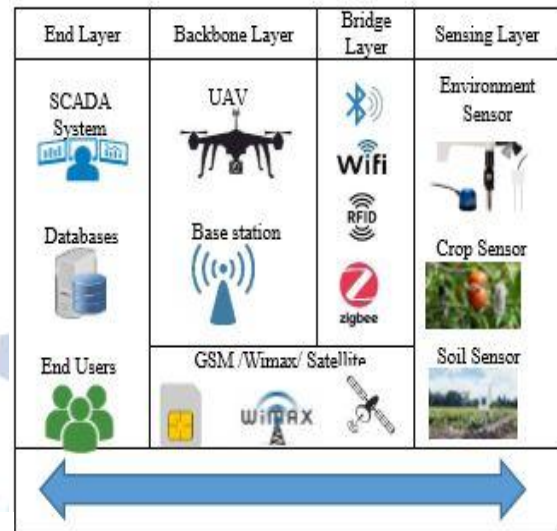 End Layer
Backbone Layer
Bridge
Layer
Sensing Layer
SCADA
System
Databases
End Users
UAV
Base station
Wifi
RFID
zigbee
Environment
Sensor
Crop Sensor
Soil Sensor
GSM /Wimax/ Satellite
WiMAX